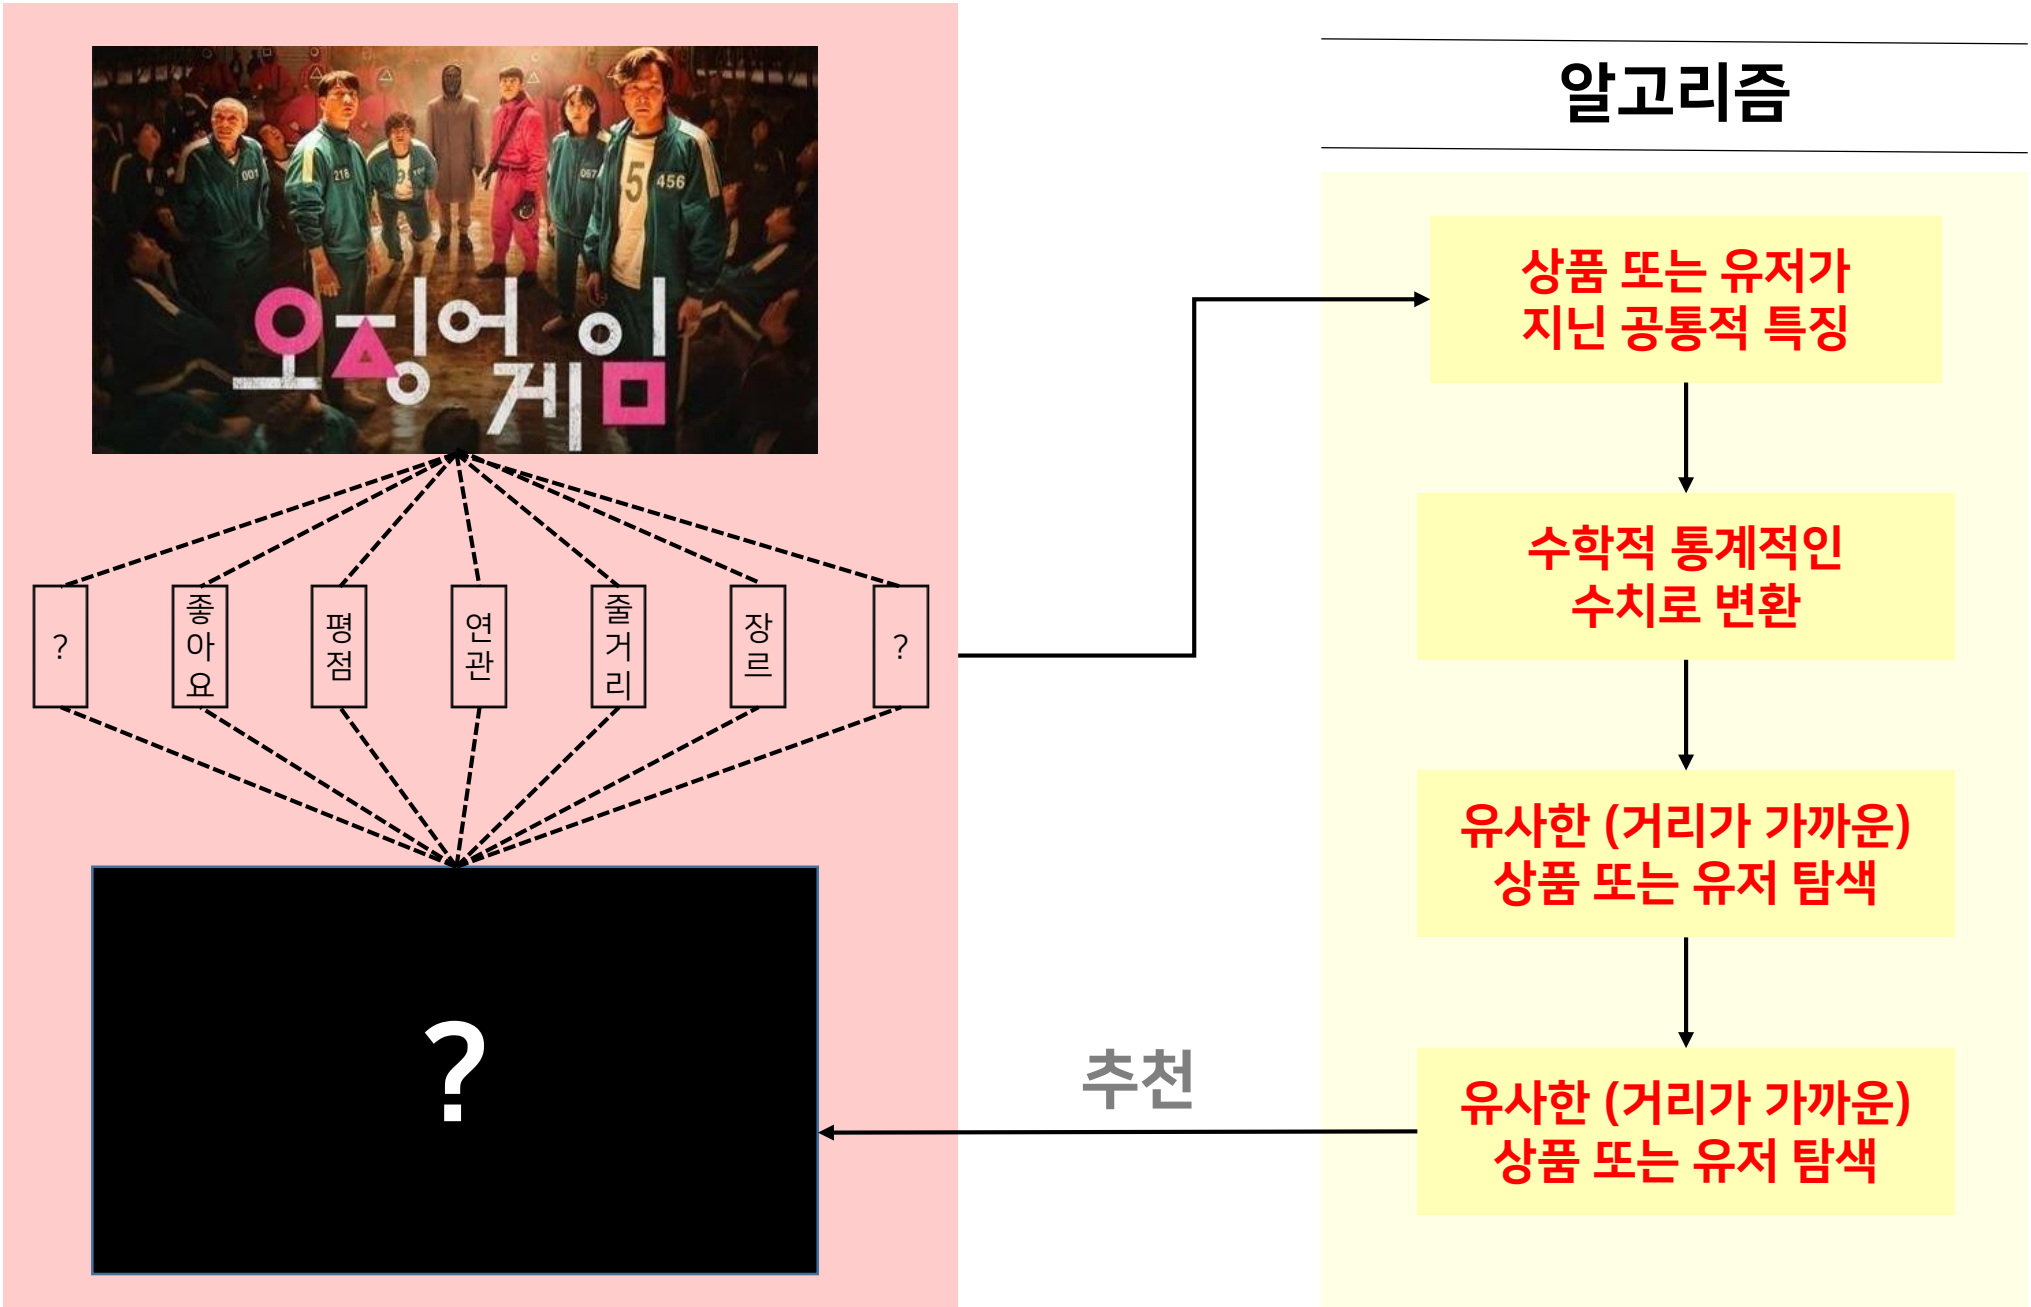 001
218
067
5
456
오징어
게임
?
좋아요
평점
연관
줄거리
장르
?
?
알고리즘
상품 또는 유저가
지닌 공통적 특징
수학적 통계적인
수치로 변환
유사한 (거리가 가까운)
상품 또는 유저 탐색
추천
유사한 (거리가 가까운)
상품 또는 유저 탐색